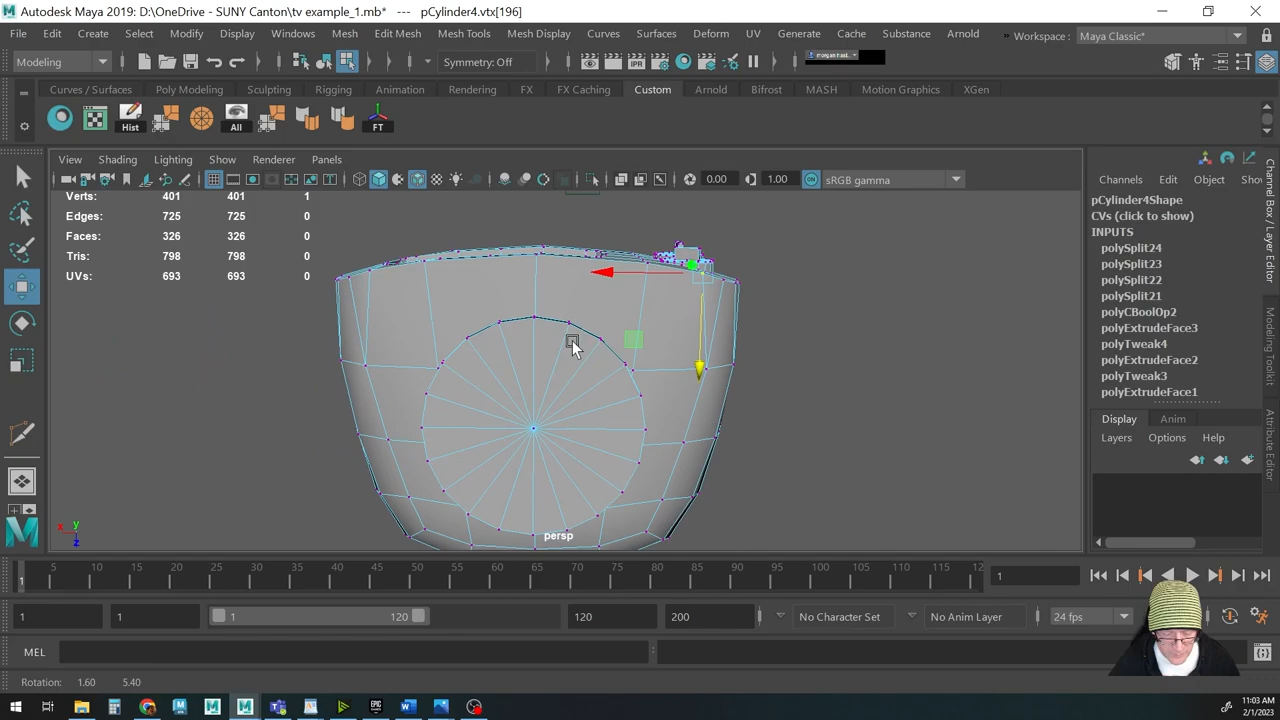 Autodesk Maya 2019: D:\OneDrive - SUNY Canton\tv example_1.mb* --- pCylinder4.vtx[196]
File Edit Create Select Modify Display Windows Mesh Edit Mesh Mesh Tools Mesh Display Curves Surfaces Deform UV Generate Cache Substance Arnold » Workspace : Maya Classic*
Modeling Symmetry: Off
Curves / Surfaces Poly Modeling Sculpting Rigging Animation Rendering FX FX Caching Custom Arnold Bifrost MASH Motion Graphics XGen
Hist All FT
View Shading Lighting Show Renderer Panels
0.00 1.00 ON sRGB gamma
Verts: 401 401 1
Edges: 725 725 0
Faces: 326 326 0
Tris: 798 798 0
UVs: 693 693 0
persp
x y z
Channels Edit Object
pCylinder4Shape
CVs (click to show)
INPUTS
polySplit24
polySplit23
polySplit22
polySplit21
polyCBoolOp2
polyExtrudeFace3
polyTweak4
polyExtrudeFace2
polyTweak3
polyExtrudeFace1
Display Anim
Layers Options Help
Channel Box / Layer Editor
Modeling Toolkit
Attribute Editor
5 10 15 20 25 30 35 40 45 50 55 60 65 70 75 80 85 90 95 100 105 110 115 12
1 1
1 1 1 120 120 200 No Character Set No Anim Layer 24 fps
MEL
Rotation: 1.60 5.40
11:03 AM
2/1/2023